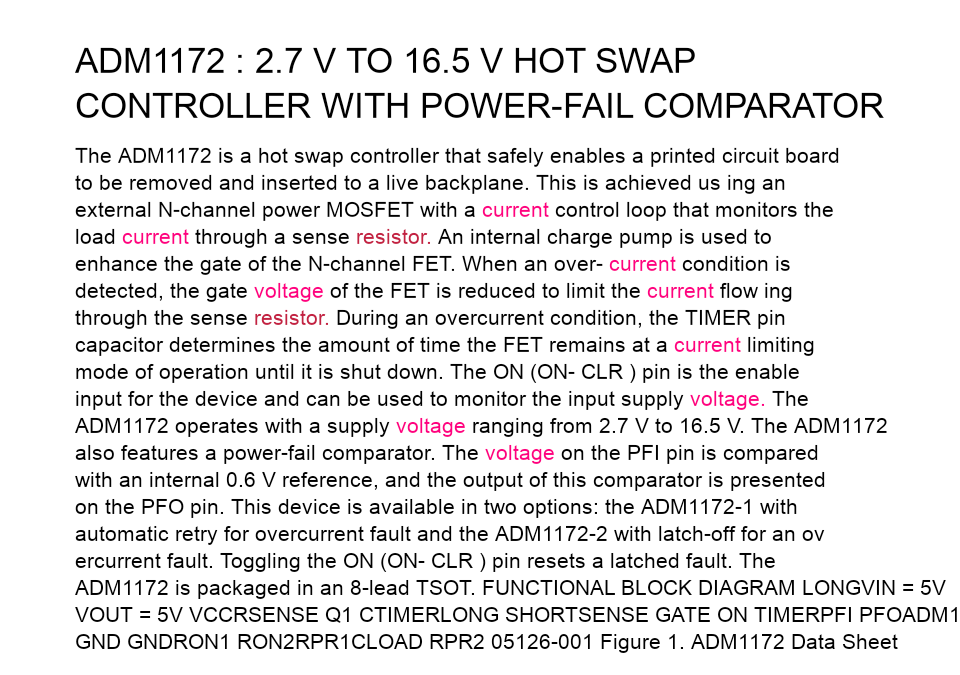 ADM1172 : 2.7 V TO 16.5 V HOT SWAP
CONTROLLER WITH POWER-FAIL COMPARATOR
The ADM1172 is a hot swap controller that safely enables a printed circuit board
to be removed and inserted to a live backplane. This is achieved us ing an
external N-channel power MOSFET with a current control loop that monitors the
load current through a sense resistor. An internal charge pump is used to
enhance the gate of the N-channel FET. When an over- current condition is
detected, the gate voltage of the FET is reduced to limit the current flow ing
through the sense resistor. During an overcurrent condition, the TIMER pin
capacitor determines the amount of time the FET remains at a current limiting
mode of operation until it is shut down. The ON (ON- CLR ) pin is the enable
input for the device and can be used to monitor the input supply voltage. The
ADM1172 operates with a supply voltage ranging from 2.7 V to 16.5 V. The ADM1172
also features a power-fail comparator. The voltage on the PFI pin is compared
with an internal 0.6 V reference, and the output of this comparator is presented
on the PFO pin. This device is available in two options: the ADM1172-1 with
automatic retry for overcurrent fault and the ADM1172-2 with latch-off for an ov
ercurrent fault. Toggling the ON (ON- CLR ) pin resets a latched fault. The
ADM1172 is packaged in an 8-lead TSOT. FUNCTIONAL BLOCK DIAGRAM LONGVIN = 5V
VOUT = 5V VCCRSENSE Q1 CTIMERLONG SHORTSENSE GATE ON TIMERPFI PFOADM1
GND GNDRON1 RON2RPR1CLOAD RPR2 05126-001 Figure 1. ADM1172 Data Sheet